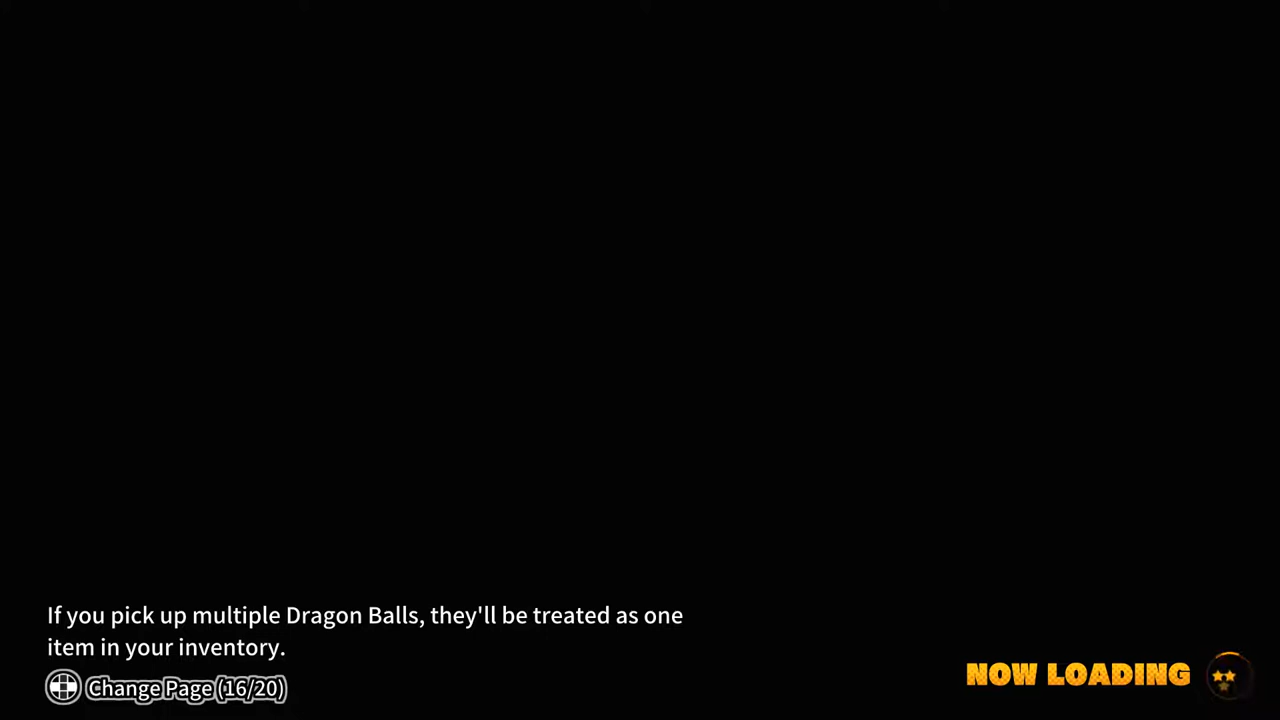 If you pick up multiple Dragon Balls, they'll be treated as one
item in your inventory.
Change Page (16/20)
NOW LOADING